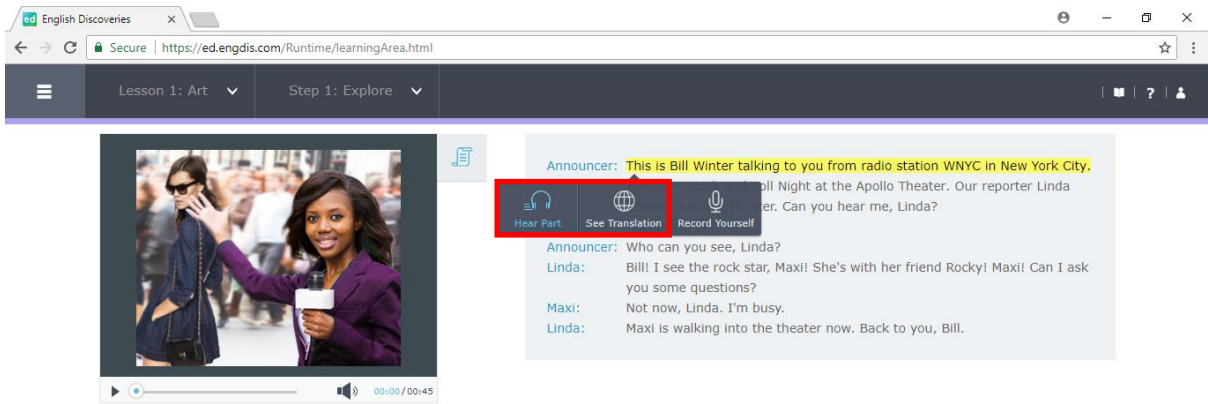 ed English Discoveries
Secure | https://ed.engdis.com/Runtime/learningArea.html
Lesson 1: Art Step 1: Explore
?
Announcer: This is Bill Winter talking to you from radio station WNYC in New York City.
oll Night at the Apollo Theater. Our reporter Linda
er. Can you hear me, Linda?
Hear Part See Translation Record Yourself
Announcer: Who can you see, Linda?
Linda: Bill! I see the rock star, Maxi! She's with her friend Rocky! Maxi! Can I ask
you some questions?
Maxi: Not now, Linda. I'm busy.
Linda: Maxi is walking into the theater now. Back to you, Bill.
00:00/00:45